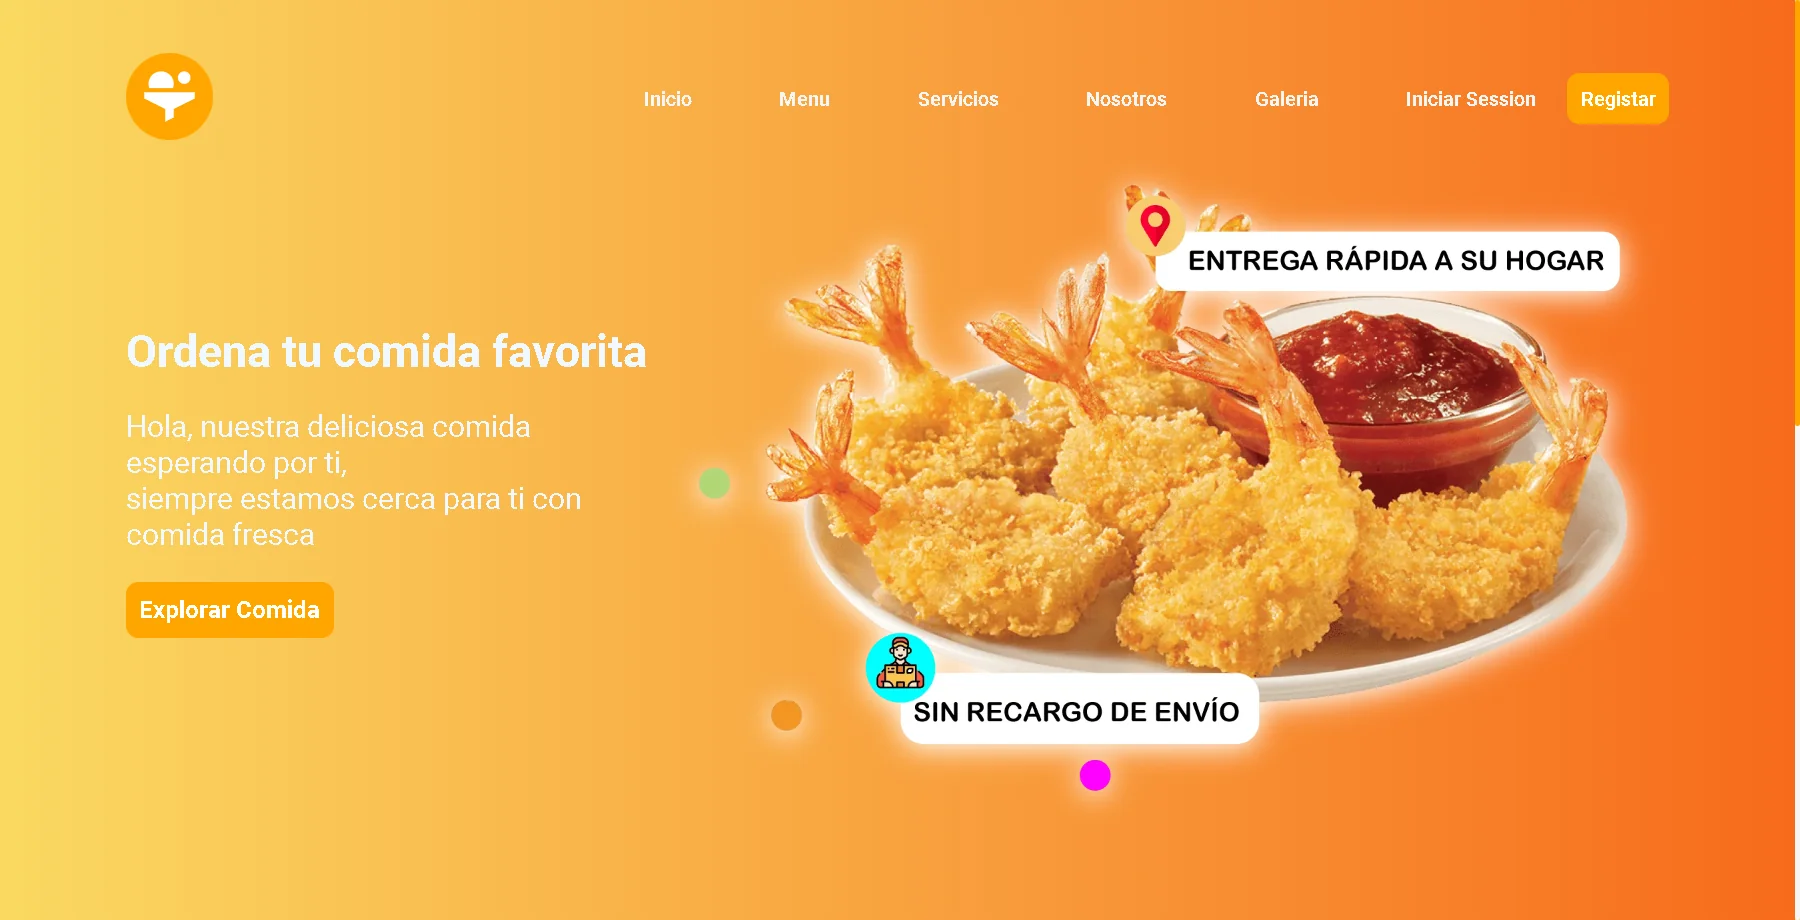 Inicio
Menu
Servicios
Nosotros
Galeria
Iniciar Session
Registar
ENTREGA RÁPIDA A SU HOGAR
Ordena tu comida favorita
Hola, nuestra deliciosa comida
esperando por ti,
siempre estamos cerca para ti con
comida fresca
Explorar Comida
SIN RECARGO DE ENVÍO